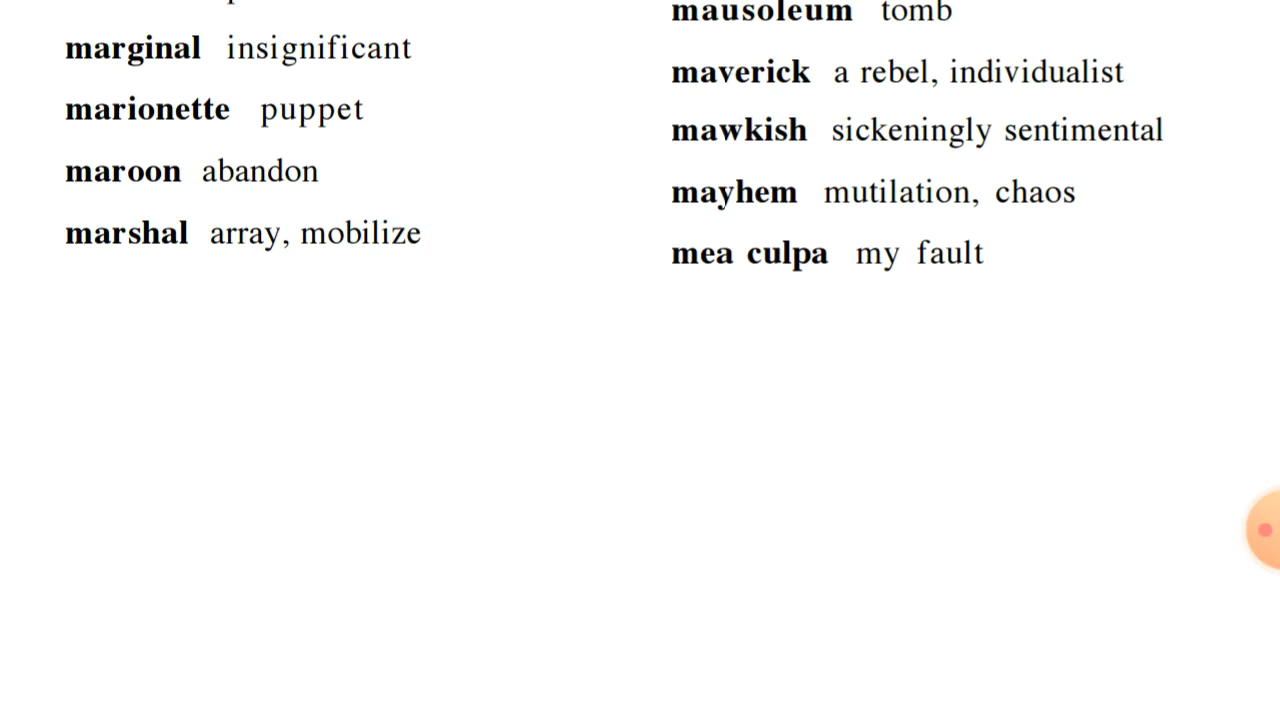 marginal insignificant
marionette puppet
maroon abandon
marshal array, mobilize
mausoleum tomb
maverick a rebel, individualist
mawkish sickeningly sentimental
mayhem mutilation, chaos
mea culpa my fault